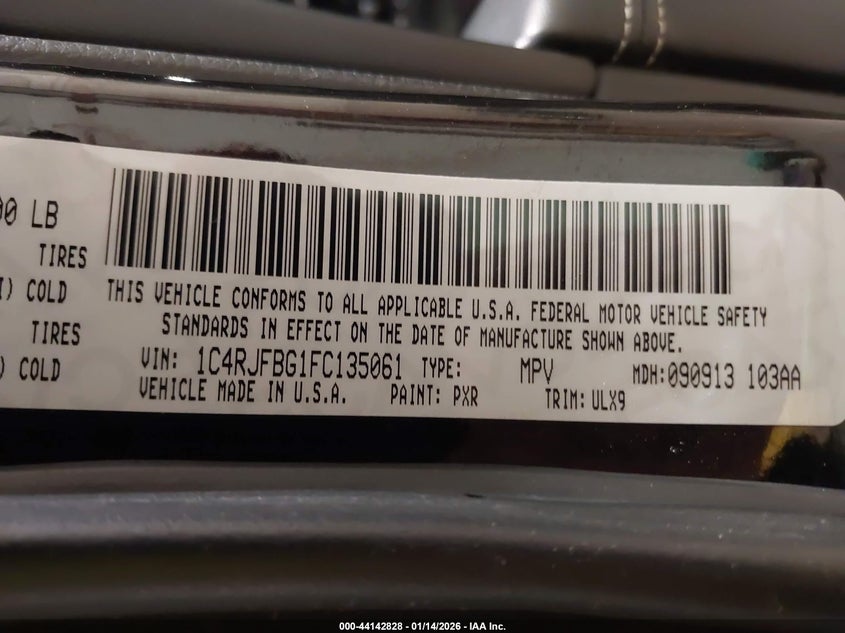 00 LB
TIRES
I) COLD
THIS VEHICLE CONFORMS TO ALL APPLICABLE U.S.A. FEDERAL MOTOR VEHICLE SAFETY
TIRES
STANDARDS IN EFFECT ON THE DATE OF MANUFACTURE SHOWN ABOVE.
) COLD
VIN: 1C4RJFBG1FC135061 TYPE: MPV MDH:090913 103AA
VEHICLE MADE IN U.S.A. PAINT: PXR TRIM: ULX9
000-44142828 - 01/14/2026 - IAA Inc.